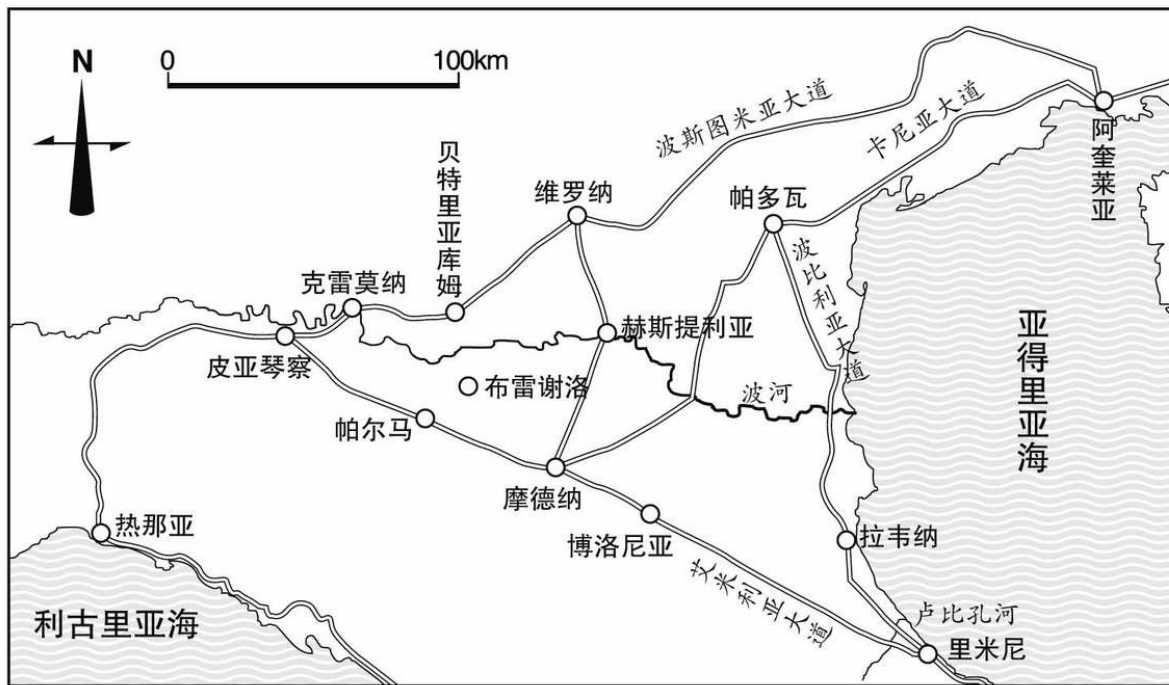 N
0
100km
波斯图米亚大道
卡尼亚大道
阿奎莱亚
贝特里亚库姆
维罗纳
帕多瓦
波比利亚大道
克雷莫纳
赫斯提利亚
皮亚琴察
布雷谢洛
波河
亚得里亚海
帕尔马
摩德纳
热那亚
博洛尼亚
拉韦纳
艾米利亚大道
利古里亚海
卢比孔河
里米尼